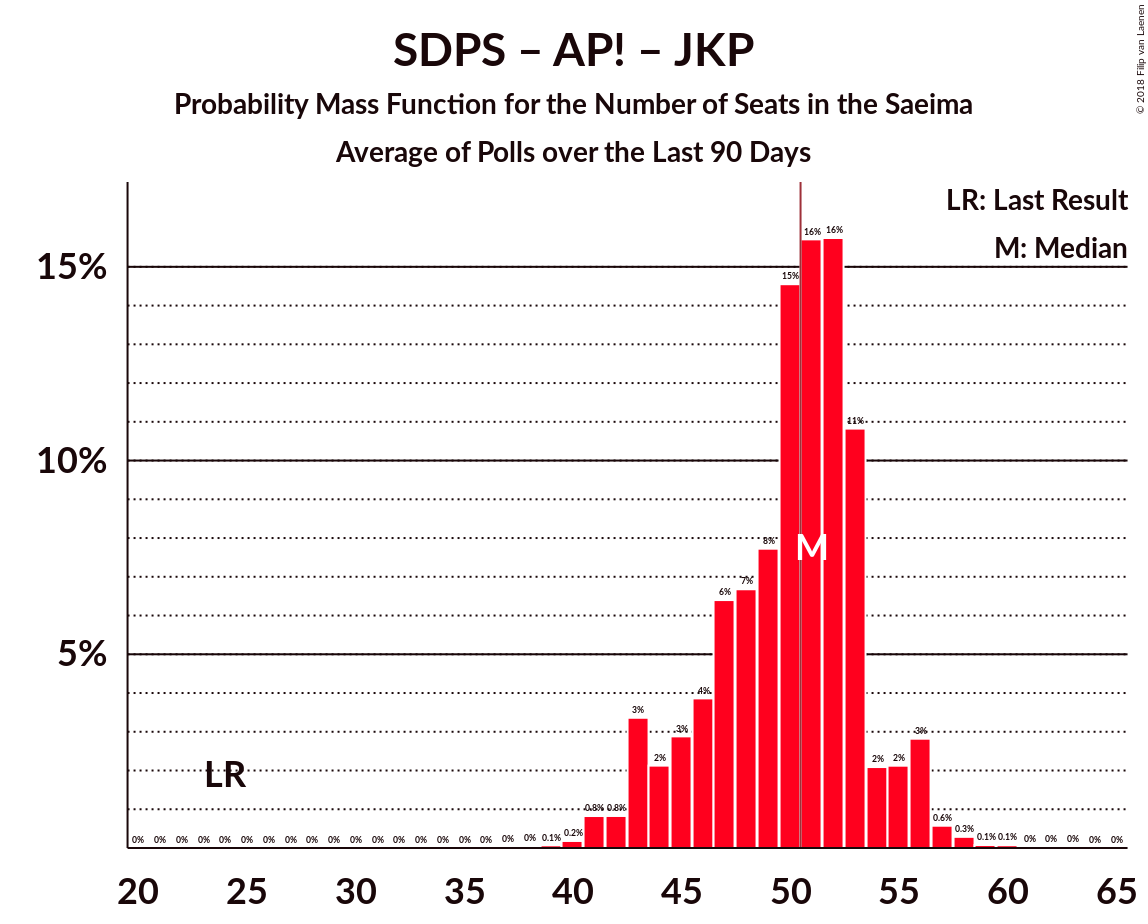 SDPS – AP! – JKP
Probability Mass Function for the Number of Seats in the Saeima
Average of Polls over the Last 90 Days
© 2018 Filip van Laenen
LR: Last Result
M: Median
15%
10%
5%
16% 16%
15%
11%
8%
M
7%
6%
4%
3%
3%
3%
2%
2% 2%
LR
0.8% 0.8%
0.6%
0% 0% 0% 0% 0% 0% 0% 0% 0% 0% 0% 0% 0% 0% 0% 0% 0% 0% 0% 0.1% 0.2% 0.3% 0.1% 0.1% 0% 0% 0% 0% 0%
20 25 30 35 40 45 50 55 60 65